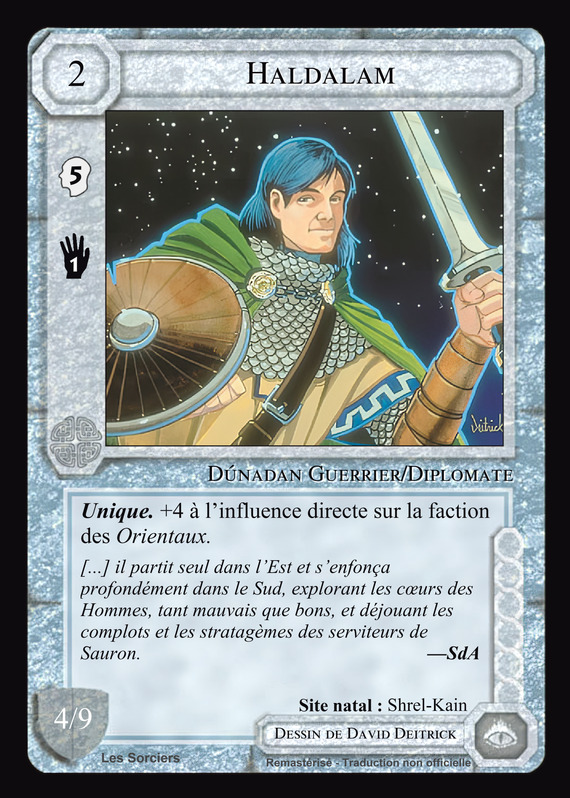 2
HALDALAM
5
1
Deitrick
DÚNADAN GUERRIER/DIPLOMATE
Unique. +4 à l’influence directe sur la faction
des Orientaux.
[...] il partit seul dans l’Est et s’enfonça
profondément dans le Sud, explorant les cœurs des
Hommes, tant mauvais que bons, et déjouant les
complots et les stratagèmes des serviteurs de
Sauron. —SdA
Site natal : Shrel-Kain
4/9
DESSIN DE DAVID DEITRICK
Les Sorciers
Remastérisé - Traduction non officielle